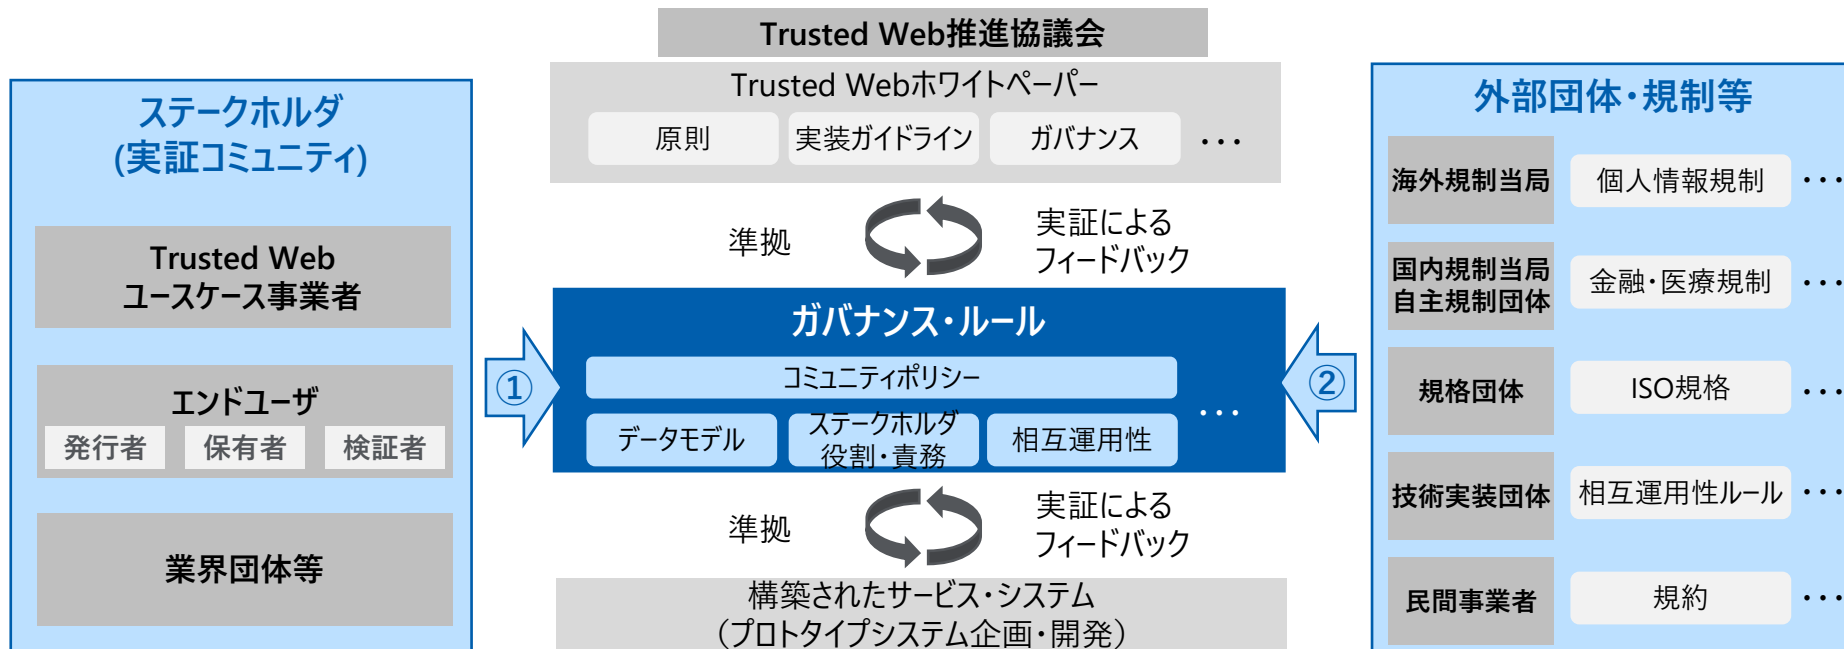 Trusted Web推進協議会
Trusted Webホワイトペーパー
原則
実装ガイドライン
ガバナンス
・・・
ステークホルダ
(実証コミュニティ)
Trusted Web
ユースケース事業者
エンドユーザ
発行者
保有者
検証者
業界団体等
準拠
実証による
フィードバック
①
ガバナンス・ルール
コミュニティポリシー
データモデル
ステークホルダ
役割・責務
相互運用性
・・・
②
準拠
実証による
フィードバック
構築されたサービス・システム
（プロトタイプシステム企画・開発）
外部団体・規制等
海外規制当局
個人情報規制
・・・
国内規制当局
自主規制団体
金融・医療規制
・・・
規格団体
ISO規格
・・・
技術実装団体
相互運用性ルール
・・・
民間事業者
規約
・・・